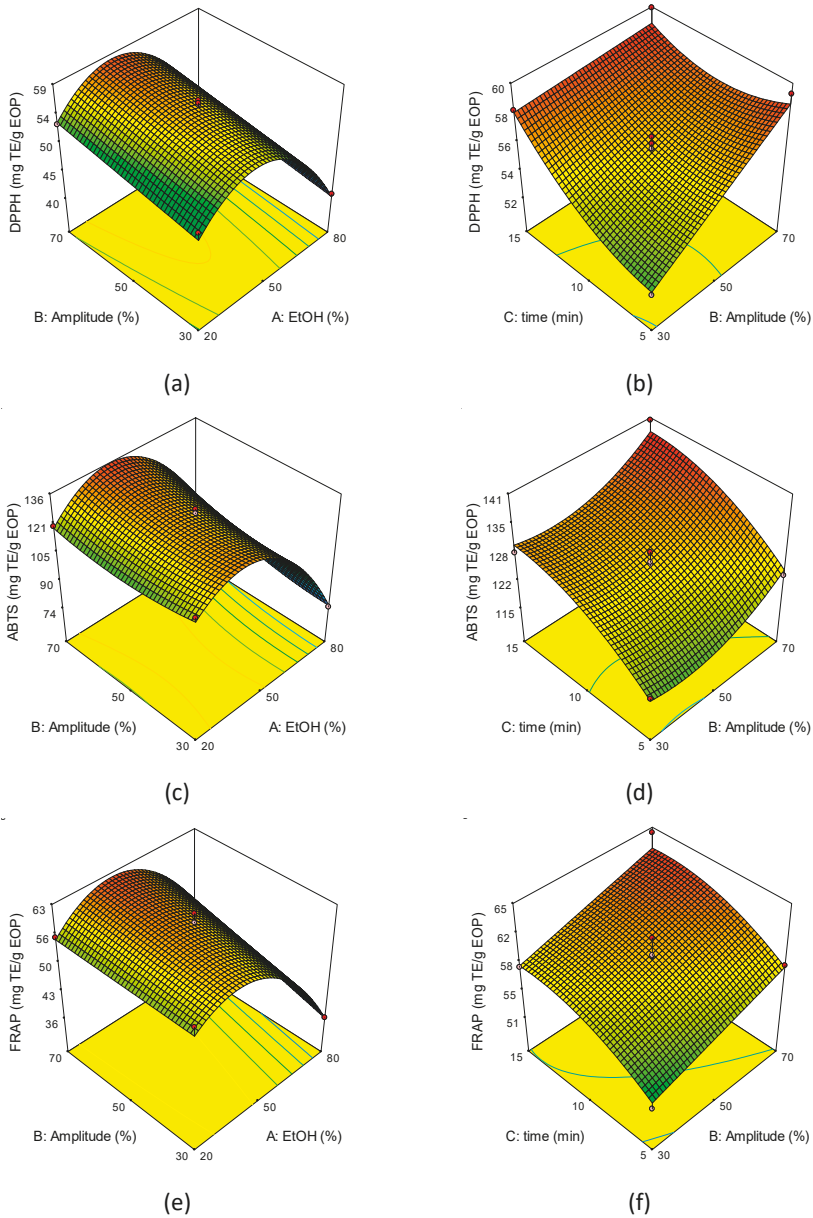 59
54
50
45
40
DPPH (mg TE/g EOP)
70
50
30
20
50
80
B: Amplitude (%)
A: EtOH (%)
(a)
60
58
56
54
52
DPPH (mg TE/g EOP)
15
10
5
30
50
70
C: time (min)
B: Amplitude (%)
(b)
136
121
105
90
74
ABTS (mg TE/g EOP)
70
50
30
20
50
80
B: Amplitude (%)
A: EtOH (%)
(c)
141
135
128
122
115
ABTS (mg TE/g EOP)
15
10
5
30
50
70
C: time (min)
B: Amplitude (%)
(d)
63
56
50
43
36
FRAP (mg TE/g EOP)
70
50
30
20
50
80
B: Amplitude (%)
A: EtOH (%)
(e)
65
62
58
55
51
FRAP (mg TE/g EOP)
15
10
5
30
50
70
C: time (min)
B: Amplitude (%)
(f)